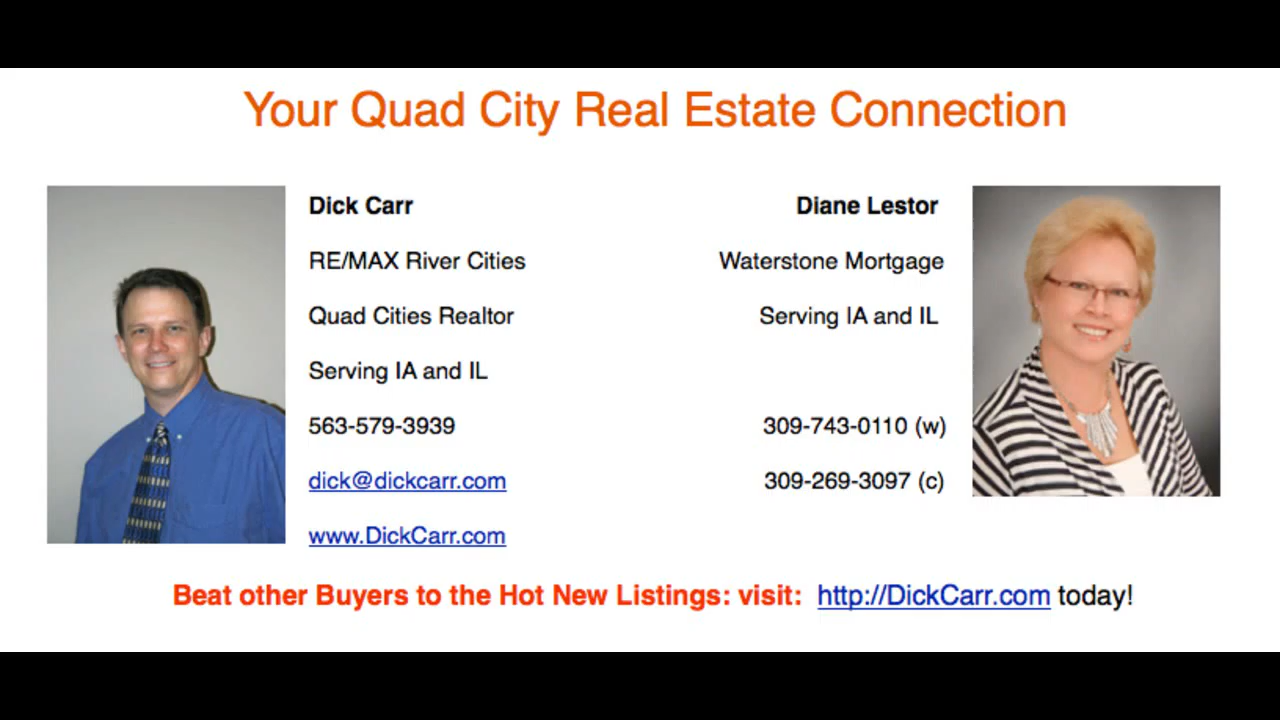 Your Quad City Real Estate Connection
Dick Carr
RE/MAX River Cities
Quad Cities Realtor
Serving IA and IL
563-579-3939
dick@dickcarr.com
www.DickCarr.com
Diane Lestor
Waterstone Mortgage
Serving IA and IL
309-743-0110 (w)
309-269-3097 (c)
Beat other Buyers to the Hot New Listings: visit: http://DickCarr.com today!